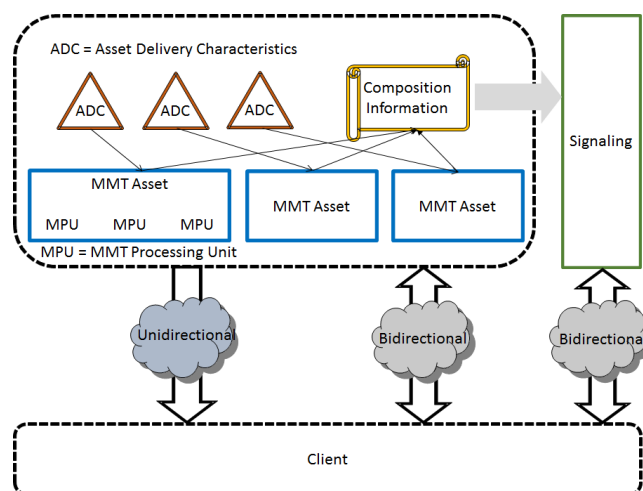 ADC = Asset Delivery Characteristics
ADC
ADC
ADC
Composition
Information
Signaling
MMT Asset
MPU
MPU
MPU
MMT Asset
MMT Asset
MPU = MMT Processing Unit
Unidirectional
Bidirectional
Bidirectional
Client